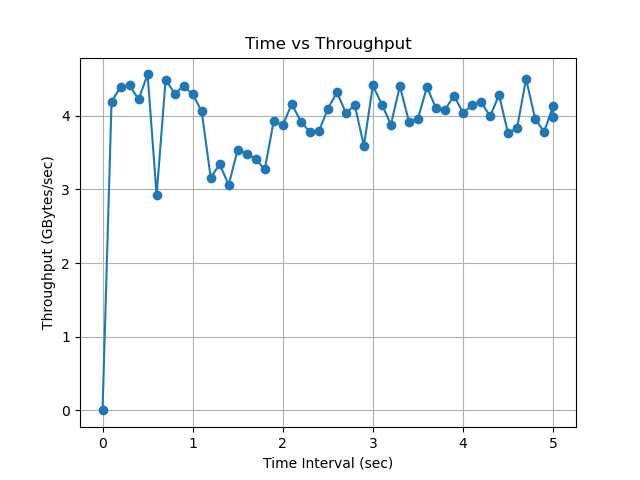 Time vs Throughput
Throughput (GBytes/sec)
4
3
2
1
0
0 1 2 3 4 5
Time Interval (sec)